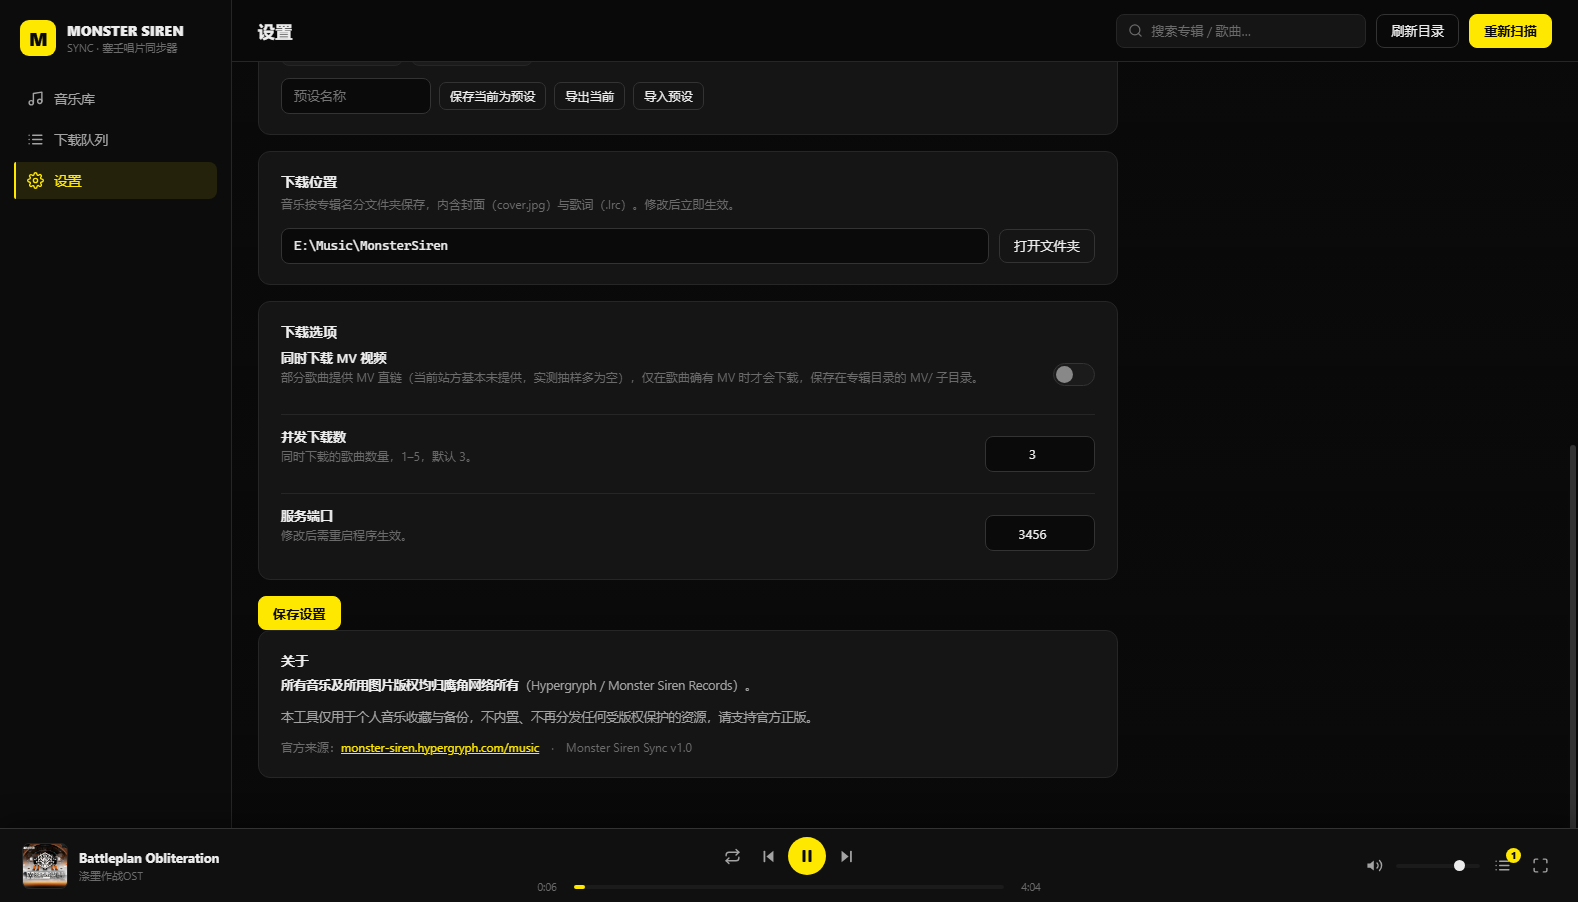 M
MONSTER SIREN
SYNC · 塞壬唱片同步器
音乐库
下载队列
设置
设置
搜索专辑 / 歌曲...
刷新目录
重新扫描
预设名称
保存当前为预设
导出当前
导入预设
下载位置
音乐按专辑名分文件夹保存，内含封面（cover.jpg）与歌词（.lrc）。修改后立即生效。
E:\Music\MonsterSiren
打开文件夹
下载选项
同时下载 MV 视频
部分歌曲提供 MV 直链（当前站方基本未提供，实测抽样多为空），仅在歌曲确有 MV 时才会下载，保存在专辑目录的 MV/ 子目录。
并发下载数
同时下载的歌曲数量，1–5，默认 3。
3
服务端口
修改后需重启程序生效。
3456
保存设置
关于
所有音乐及所用图片版权均归鹰角网络所有（Hypergryph / Monster Siren Records）。
本工具仅用于个人音乐收藏与备份，不内置、不再分发任何受版权保护的资源，请支持官方正版。
官方来源：monster-siren.hypergryph.com/music · Monster Siren Sync v1.0
Battleplan Obliteration
涤墨作战OST
0:06
4:04
1